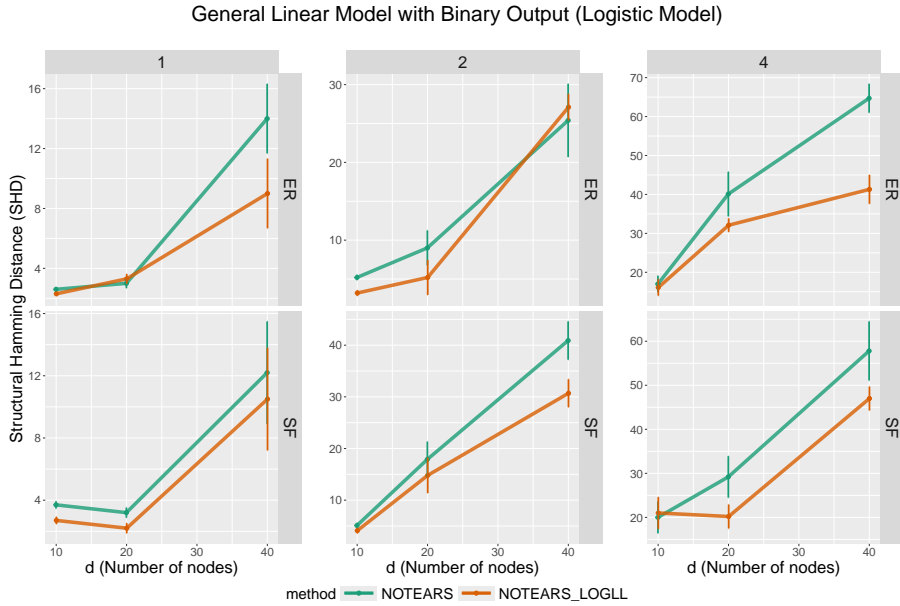 General Linear Model with Binary Output (Logistic Model)
1
2
4
16
12
8
4
30
20
10
70
60
50
40
30
20
ER
ER
ER
Structural Hamming Distance (SHD)
16
12
8
4
50
40
30
20
10
60
50
40
30
20
SF
SF
SF
10 20 30 40
10 20 30 40
10 20 30 40
d (Number of nodes)
d (Number of nodes)
d (Number of nodes)
method NOTEARS NOTEARS_LOGLL